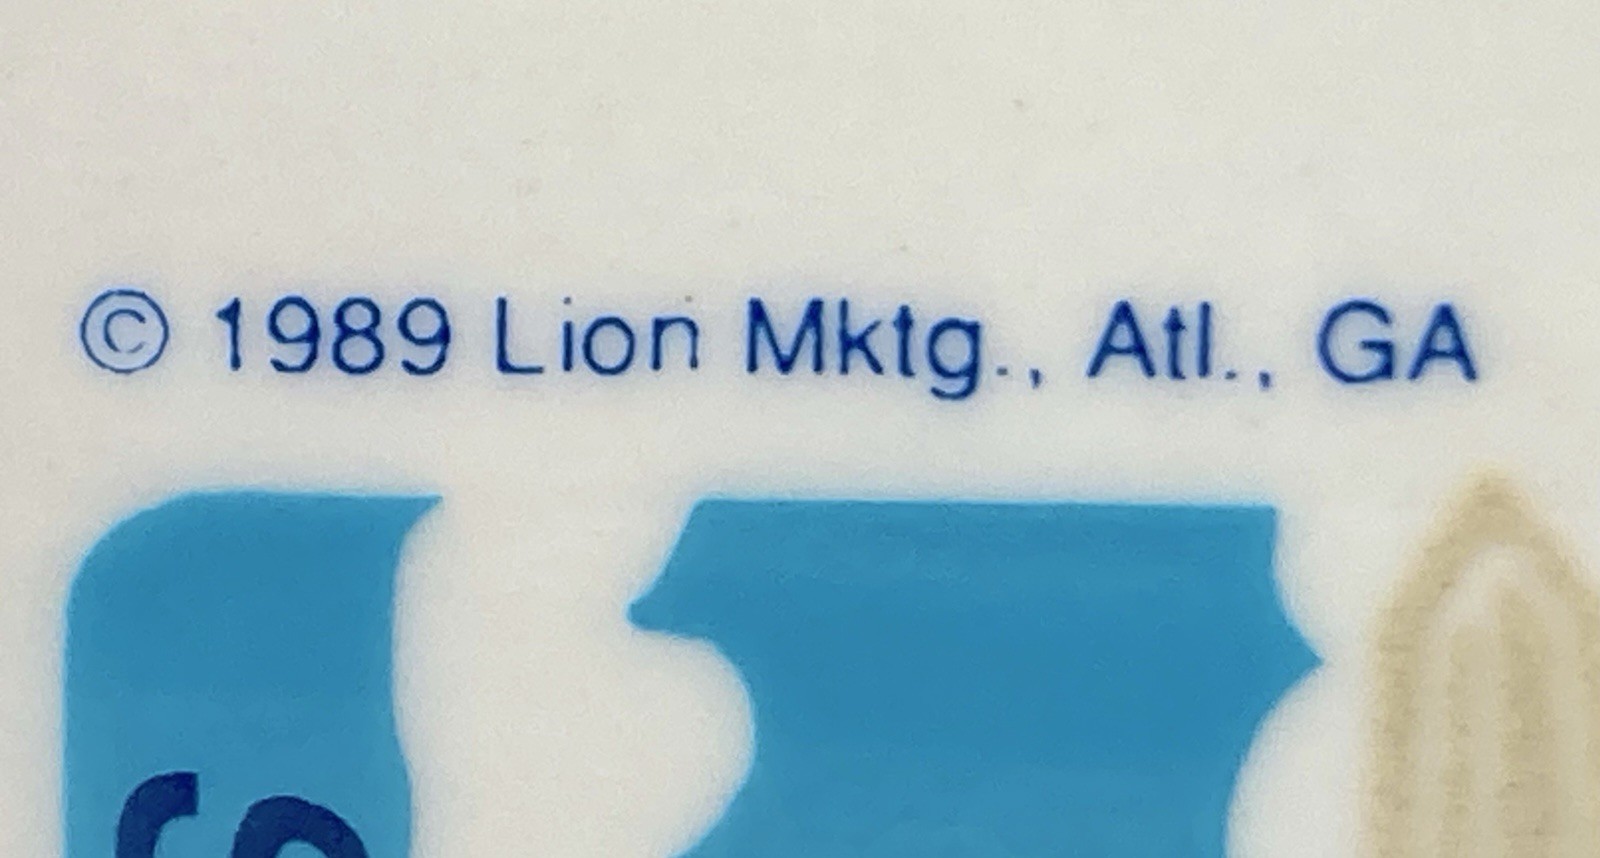 © 1989 Lion Mktg., Atl., GA